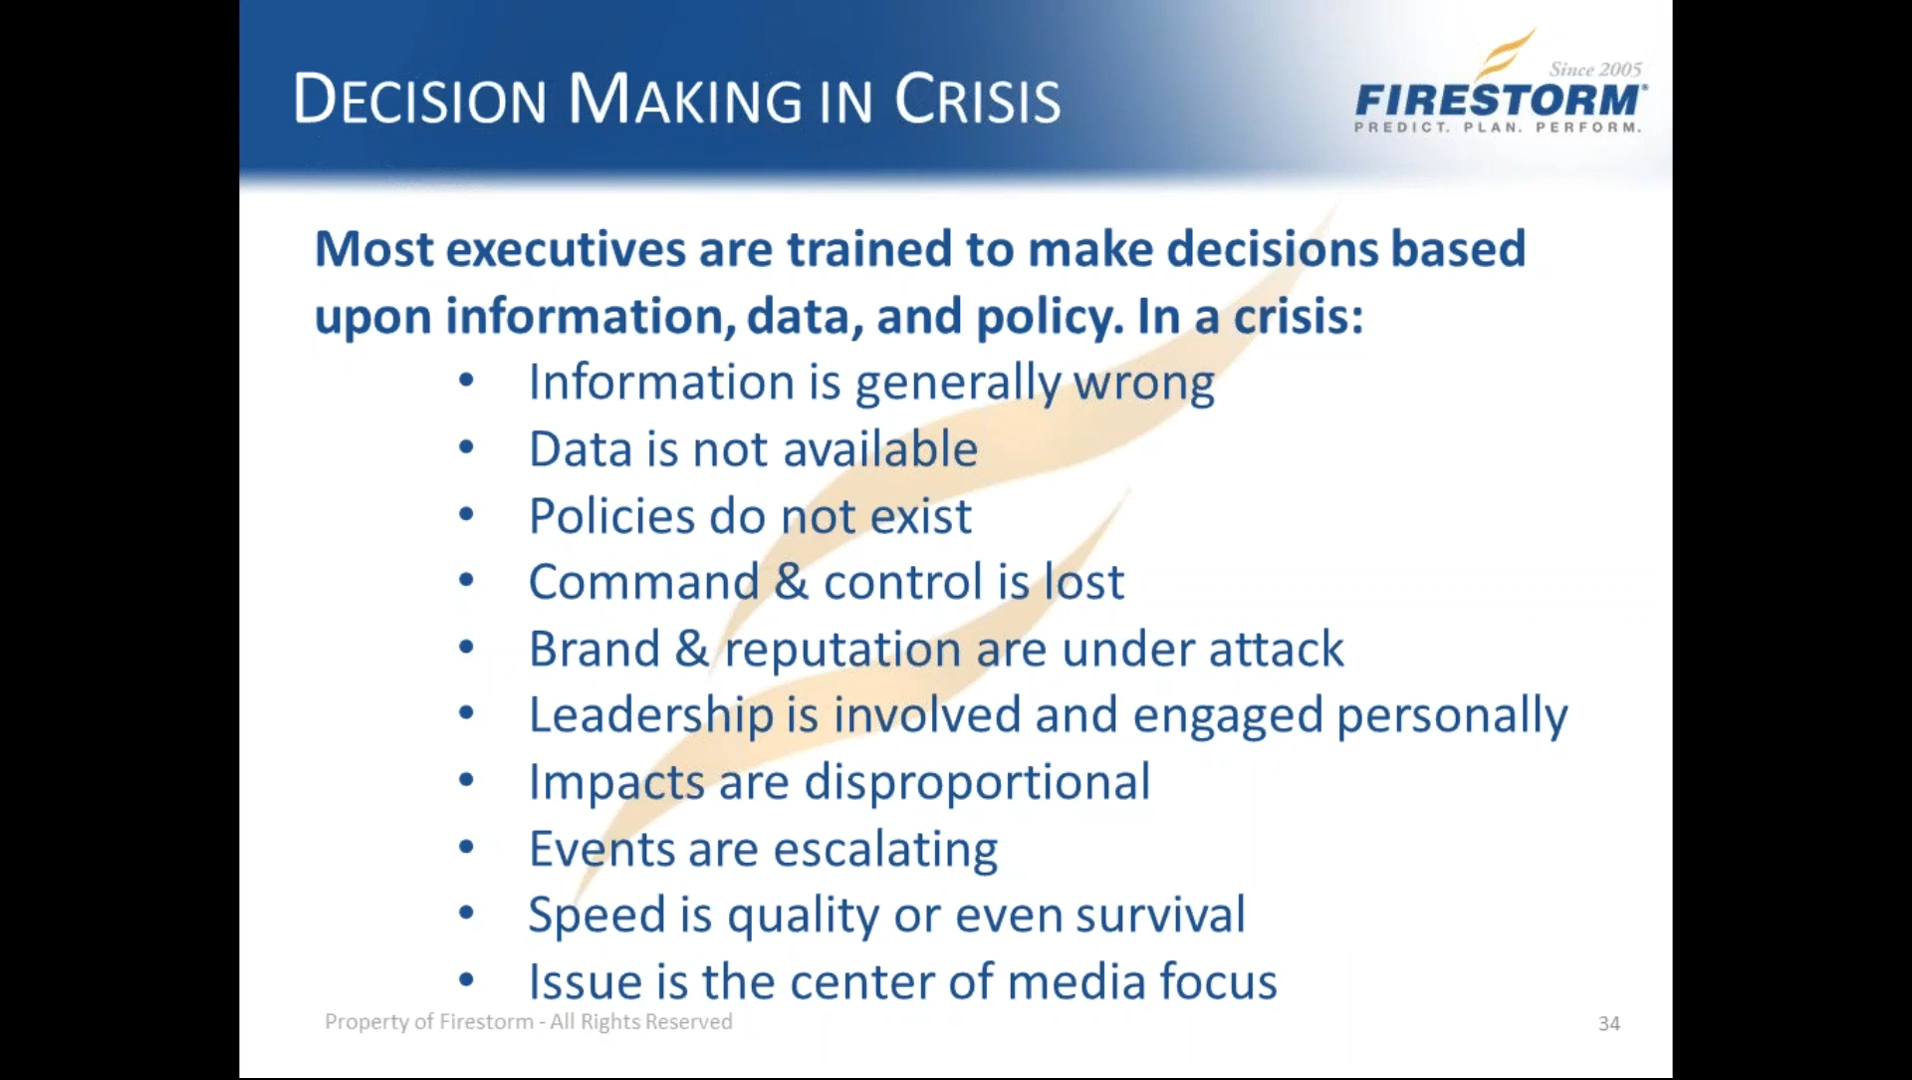 DECISION MAKING IN CRISIS
Since 2005
FIRESTORM®
PREDICT. PLAN. PERFORM.
Most executives are trained to make decisions based
upon information, data, and policy. In a crisis:
• Information is generally wrong
• Data is not available
• Policies do not exist
• Command & control is lost
• Brand & reputation are under attack
• Leadership is involved and engaged personally
• Impacts are disproportional
• Events are escalating
• Speed is quality or even survival
• Issue is the center of media focus
Property of Firestorm - All Rights Reserved
34